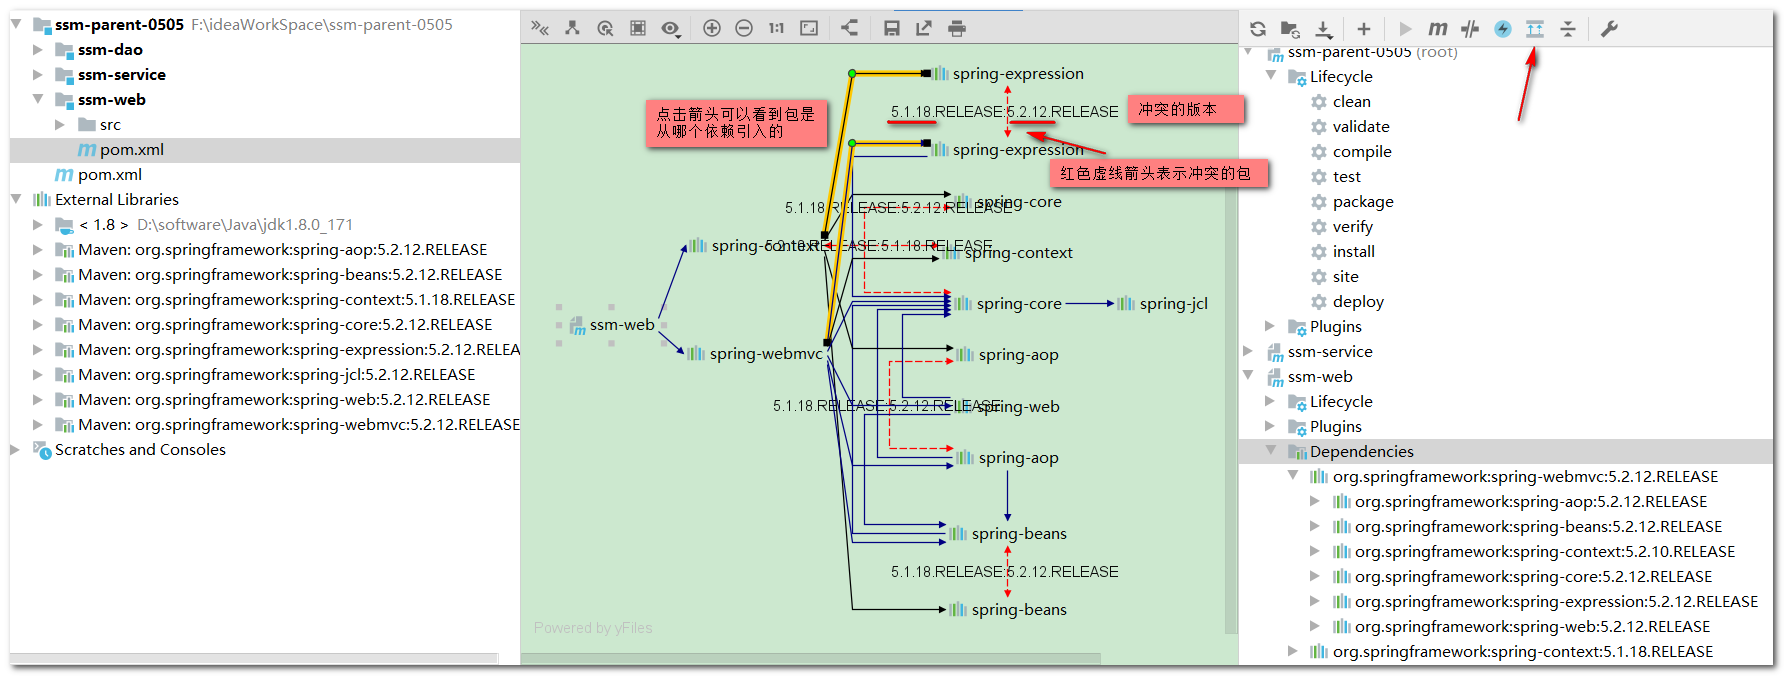 ssm-parent-0505 F:\ideaWorkSpace\ssm-parent-0505
ssm-dao
ssm-service
ssm-web
src
pom.xml
pom.xml
External Libraries
< 1.8 > D:\software\Java\jdk1.8.0_171
Maven: org.springframework:spring-aop:5.2.12.RELEASE
Maven: org.springframework:spring-beans:5.2.12.RELEASE
Maven: org.springframework:spring-context:5.1.18.RELEASE
Maven: org.springframework:spring-core:5.2.12.RELEASE
Maven: org.springframework:spring-expression:5.2.12.RELEA
Maven: org.springframework:spring-jcl:5.2.12.RELEASE
Maven: org.springframework:spring-web:5.2.12.RELEASE
Maven: org.springframework:spring-webmvc:5.2.12.RELEASE
Scratches and Consoles
1:1
spring-expression
点击箭头可以看到包是
从哪个依赖引入的
5.1.18.RELEASE:5.2.12.RELEASE
冲突的版本
spring-expression
红色虚线箭头表示冲突的包
5.1.18.RELEASE:5.2.12.RELEASE
spring-core
spring-context
RELEASE:5.1.18.RELEASE
spring-context
spring-core
spring-jcl
ssm-web
spring-webmvc
spring-aop
5.1.18.RELEASE:5.2.12.RELEASE
spring-web
spring-aop
spring-beans
5.1.18.RELEASE:5.2.12.RELEASE
spring-beans
Powered by yFiles
ssm-parent-0505 (root)
Lifecycle
clean
validate
compile
test
package
verify
install
site
deploy
Plugins
ssm-service
ssm-web
Lifecycle
Plugins
Dependencies
org.springframework:spring-webmvc:5.2.12.RELEASE
org.springframework:spring-aop:5.2.12.RELEASE
org.springframework:spring-beans:5.2.12.RELEASE
org.springframework:spring-context:5.2.10.RELEASE
org.springframework:spring-core:5.2.12.RELEASE
org.springframework:spring-expression:5.2.12.RELEASE
org.springframework:spring-web:5.2.12.RELEASE
org.springframework:spring-context:5.1.18.RELEASE